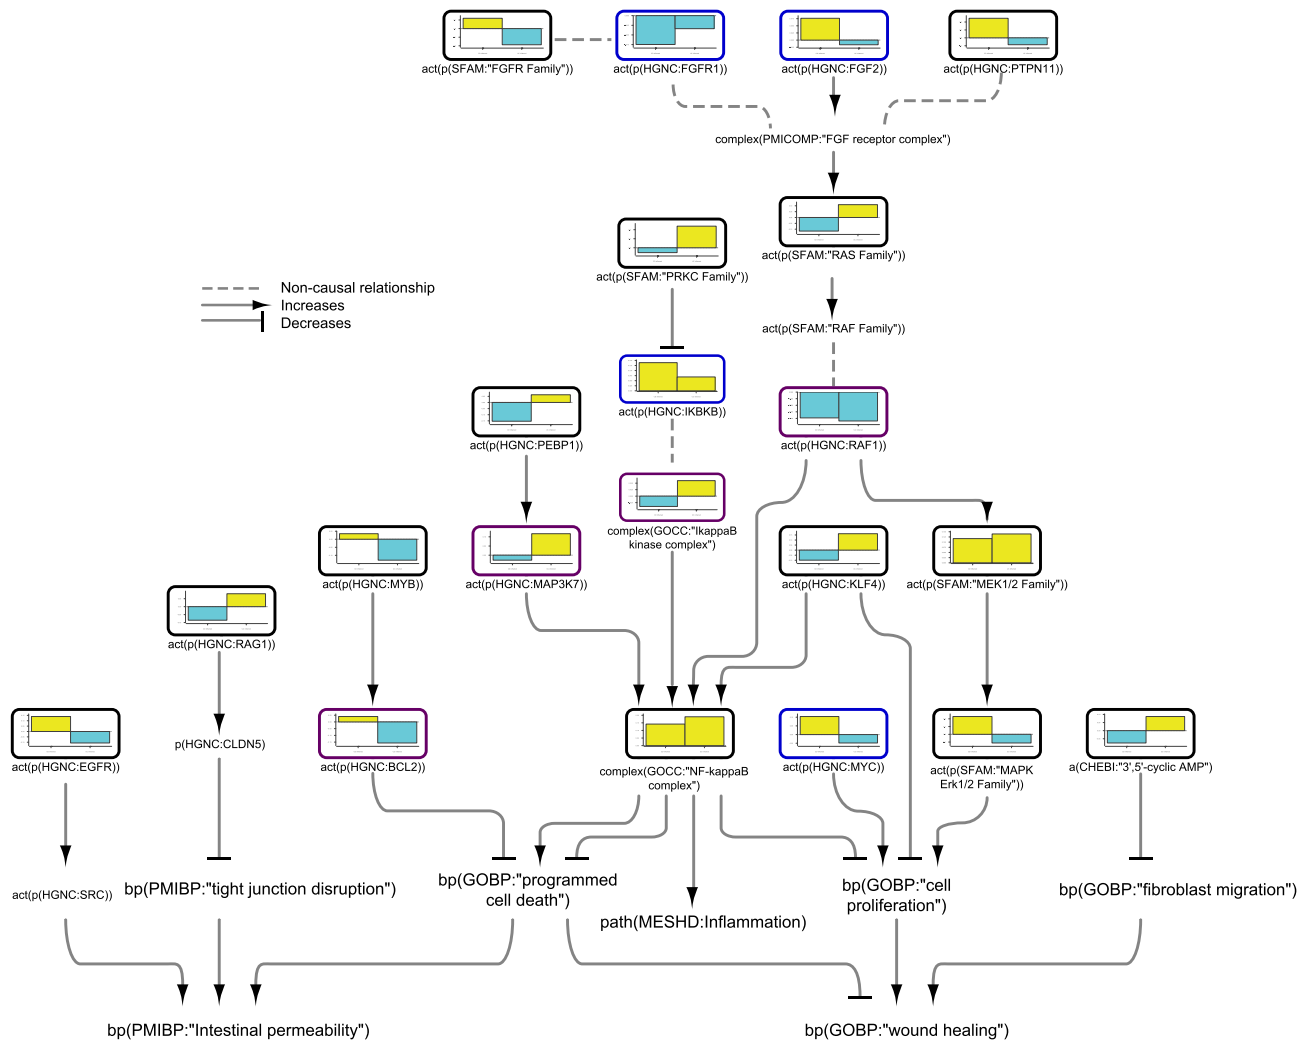 act(p(SFAM:"FGFR Family"))
act(p(HGNC:FGFR1))
act(p(HGNC:FGF2))
act(p(HGNC:PTPN11))
complex(PMICOMP:"FGF receptor complex")
act(p(SFAM:"RAS Family"))
act(p(SFAM:"PRKC Family"))
Non-causal relationship
Increases
Decreases
act(p(SFAM:"RAF Family"))
act(p(HGNC:IKBKB))
act(p(HGNC:PEBP1))
act(p(HGNC:RAF1))
complex(GOCC:"IkappaB
kinase complex")
act(p(HGNC:MYB))
act(p(HGNC:MAP3K7))
act(p(HGNC:KLF4))
act(p(SFAM:"MEK1/2 Family"))
act(p(HGNC:RAG1))
p(HGNC:CLDN5)
act(p(HGNC:EGFR))
act(p(HGNC:BCL2))
complex(GOCC:"NF-kappaB
complex")
act(p(HGNC:MYC))
act(p(SFAM:"MAPK
Erk1/2 Family"))
a(CHEBI:"3',5'-cyclic AMP")
act(p(HGNC:SRC))
bp(PMIBP:"tight junction disruption")
bp(GOBP:"programmed
cell death")
path(MESHD:Inflammation)
bp(GOBP:"cell
proliferation")
bp(GOBP:"fibroblast migration")
bp(PMIBP:"Intestinal permeability")
bp(GOBP:"wound healing")